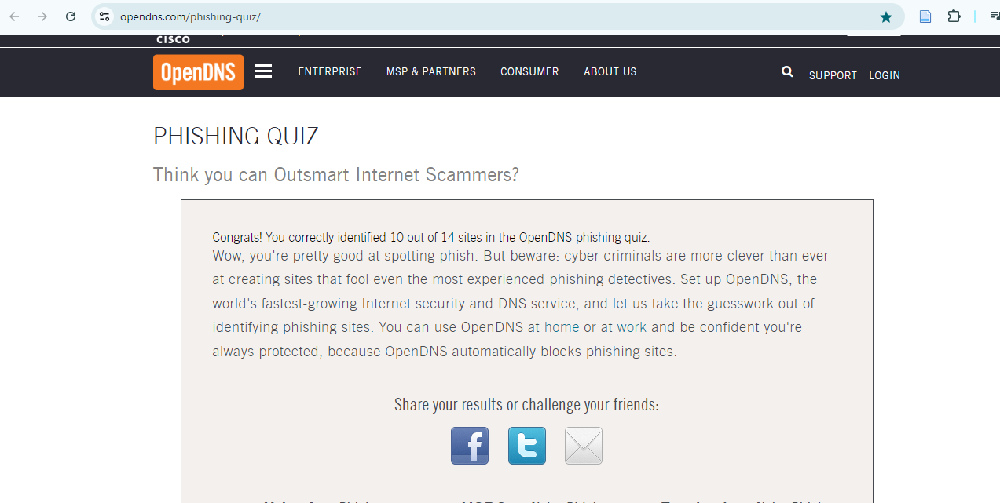 opendns.com/phishing-quiz/
CISCO
OpenDNS
ENTERPRISE MSP & PARTNERS CONSUMER ABOUT US SUPPORT LOGIN
PHISHING QUIZ
Think you can Outsmart Internet Scammers?
Congrats! You correctly identified 10 out of 14 sites in the OpenDNS phishing quiz.
Wow, you're pretty good at spotting phish. But beware: cyber criminals are more clever than ever
at creating sites that fool even the most experienced phishing detectives. Set up OpenDNS, the
world's fastest-growing Internet security and DNS service, and let us take the guesswork out of
identifying phishing sites. You can use OpenDNS at home or at work and be confident you're
always protected, because OpenDNS automatically blocks phishing sites.
Share your results or challenge your friends: